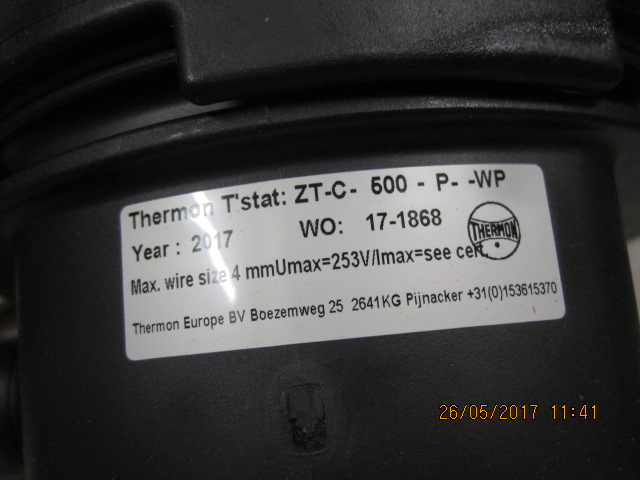 Thermon T'stat: ZT-C- 500 - P- -WP
Year : 2017 WO: 17-1868
THERMON
Max. wire size 4 mmUmax=253V/Imax=see cert.
Thermon Europe BV Boezemweg 25 2641KG Pijnacker +31(0)153615370
26/05/2017 11:41